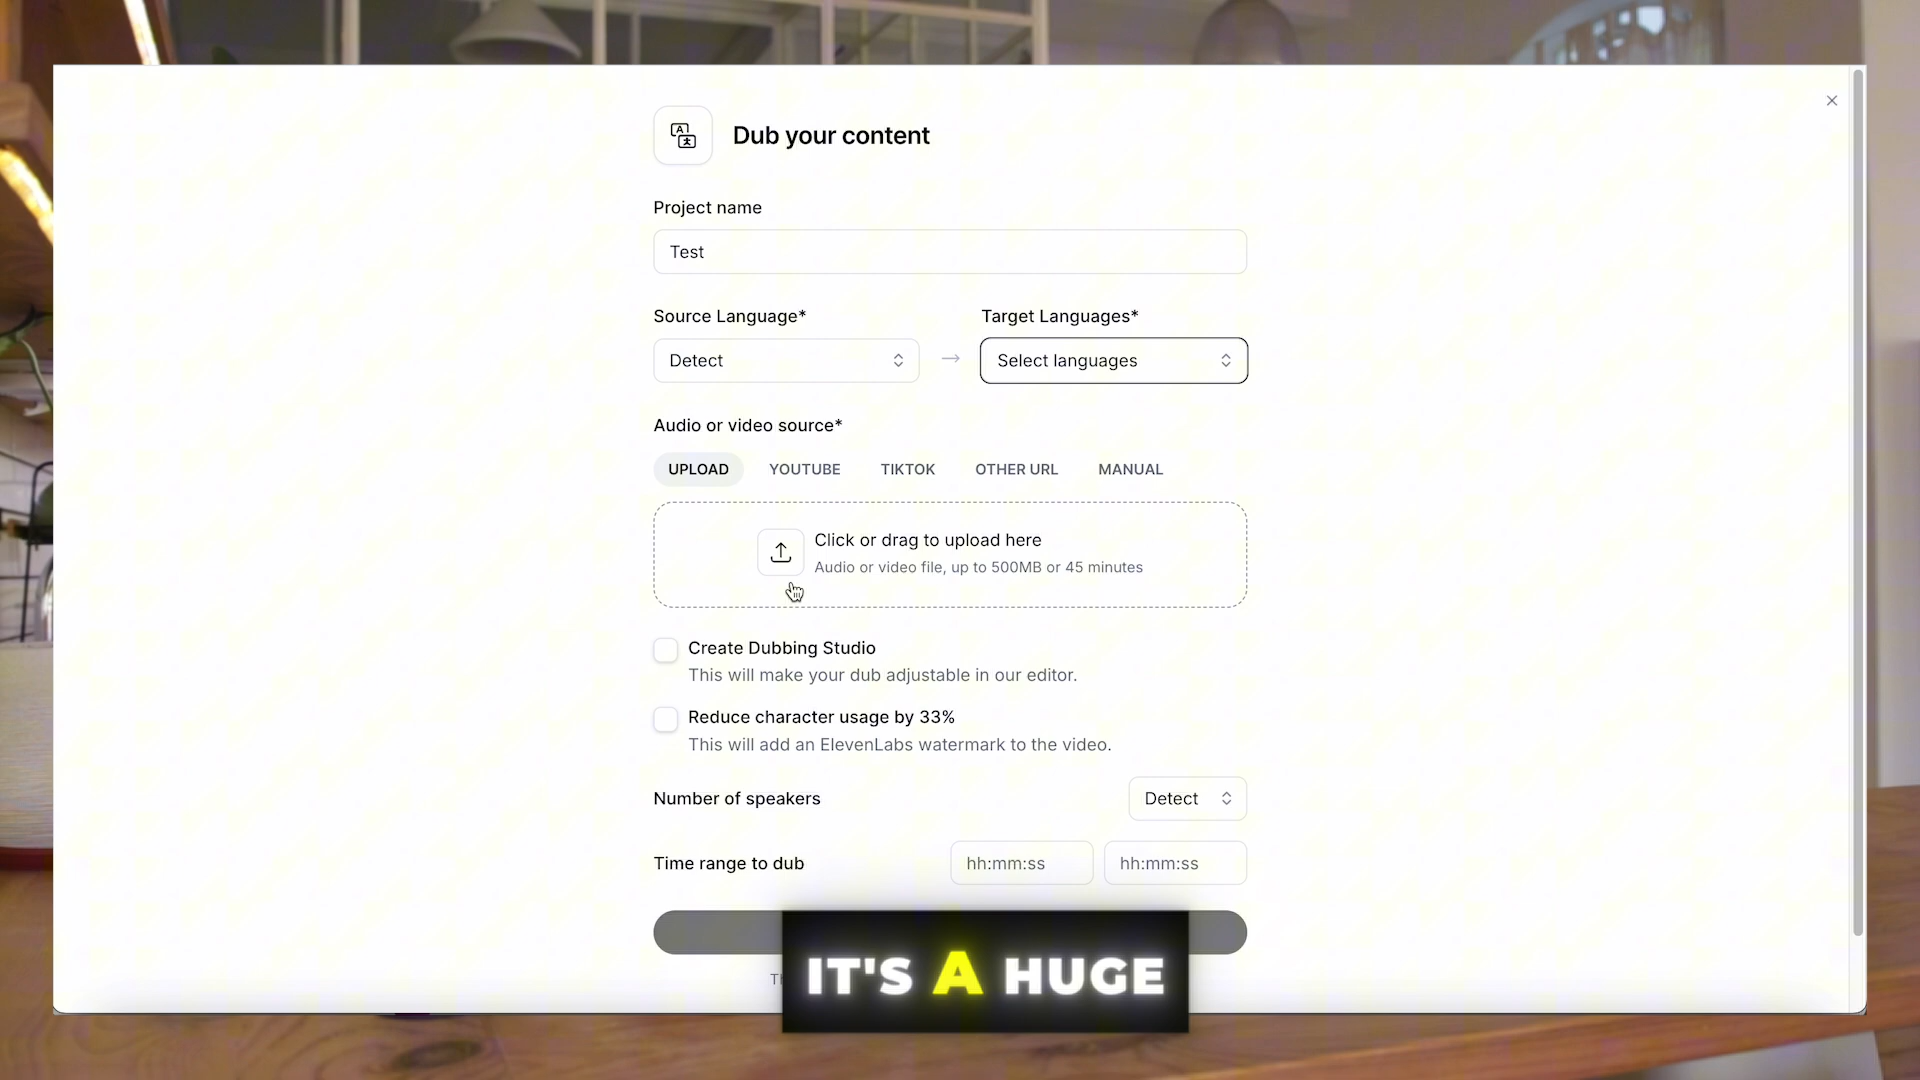 Dub your content
Project name
Test
Source Language*
Target Languages*
Detect
Select languages
Audio or video source*
UPLOAD YOUTUBE TIKTOK OTHER URL MANUAL
Click or drag to upload here
Audio or video file, up to 500MB or 45 minutes
Create Dubbing Studio
This will make your dub adjustable in our editor.
Reduce character usage by 33%
This will add an ElevenLabs watermark to the video.
Number of speakers
Detect
Time range to dub
hh:mm:ss
hh:mm:ss
IT'S A HUGE